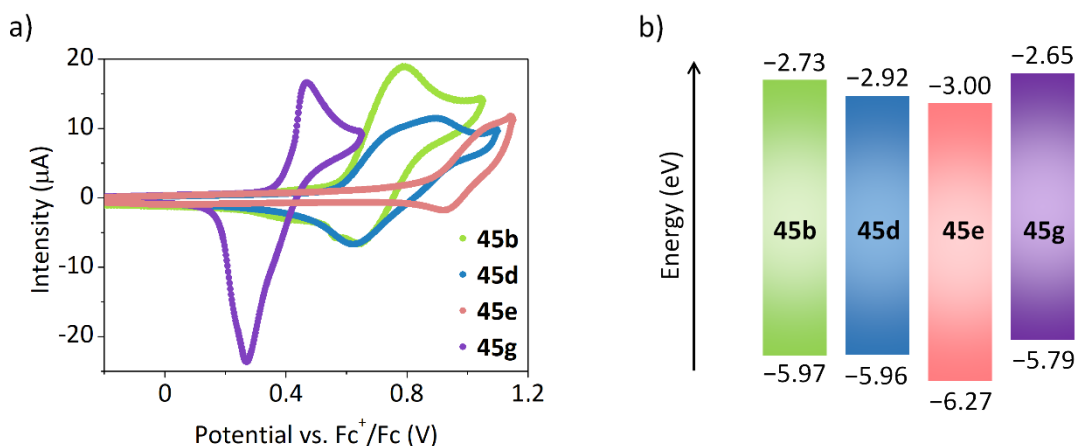 a)
20
10
0
-10
-20
Intensity (µA)
45b
45d
45e
45g
0
0.4
0.8
1.2
Potential vs. Fc⁺/Fc (V)
b)
Energy (eV)
−2.73
−2.92
−3.00
−2.65
45b
45d
45e
45g
−5.97
−5.96
−6.27
−5.79